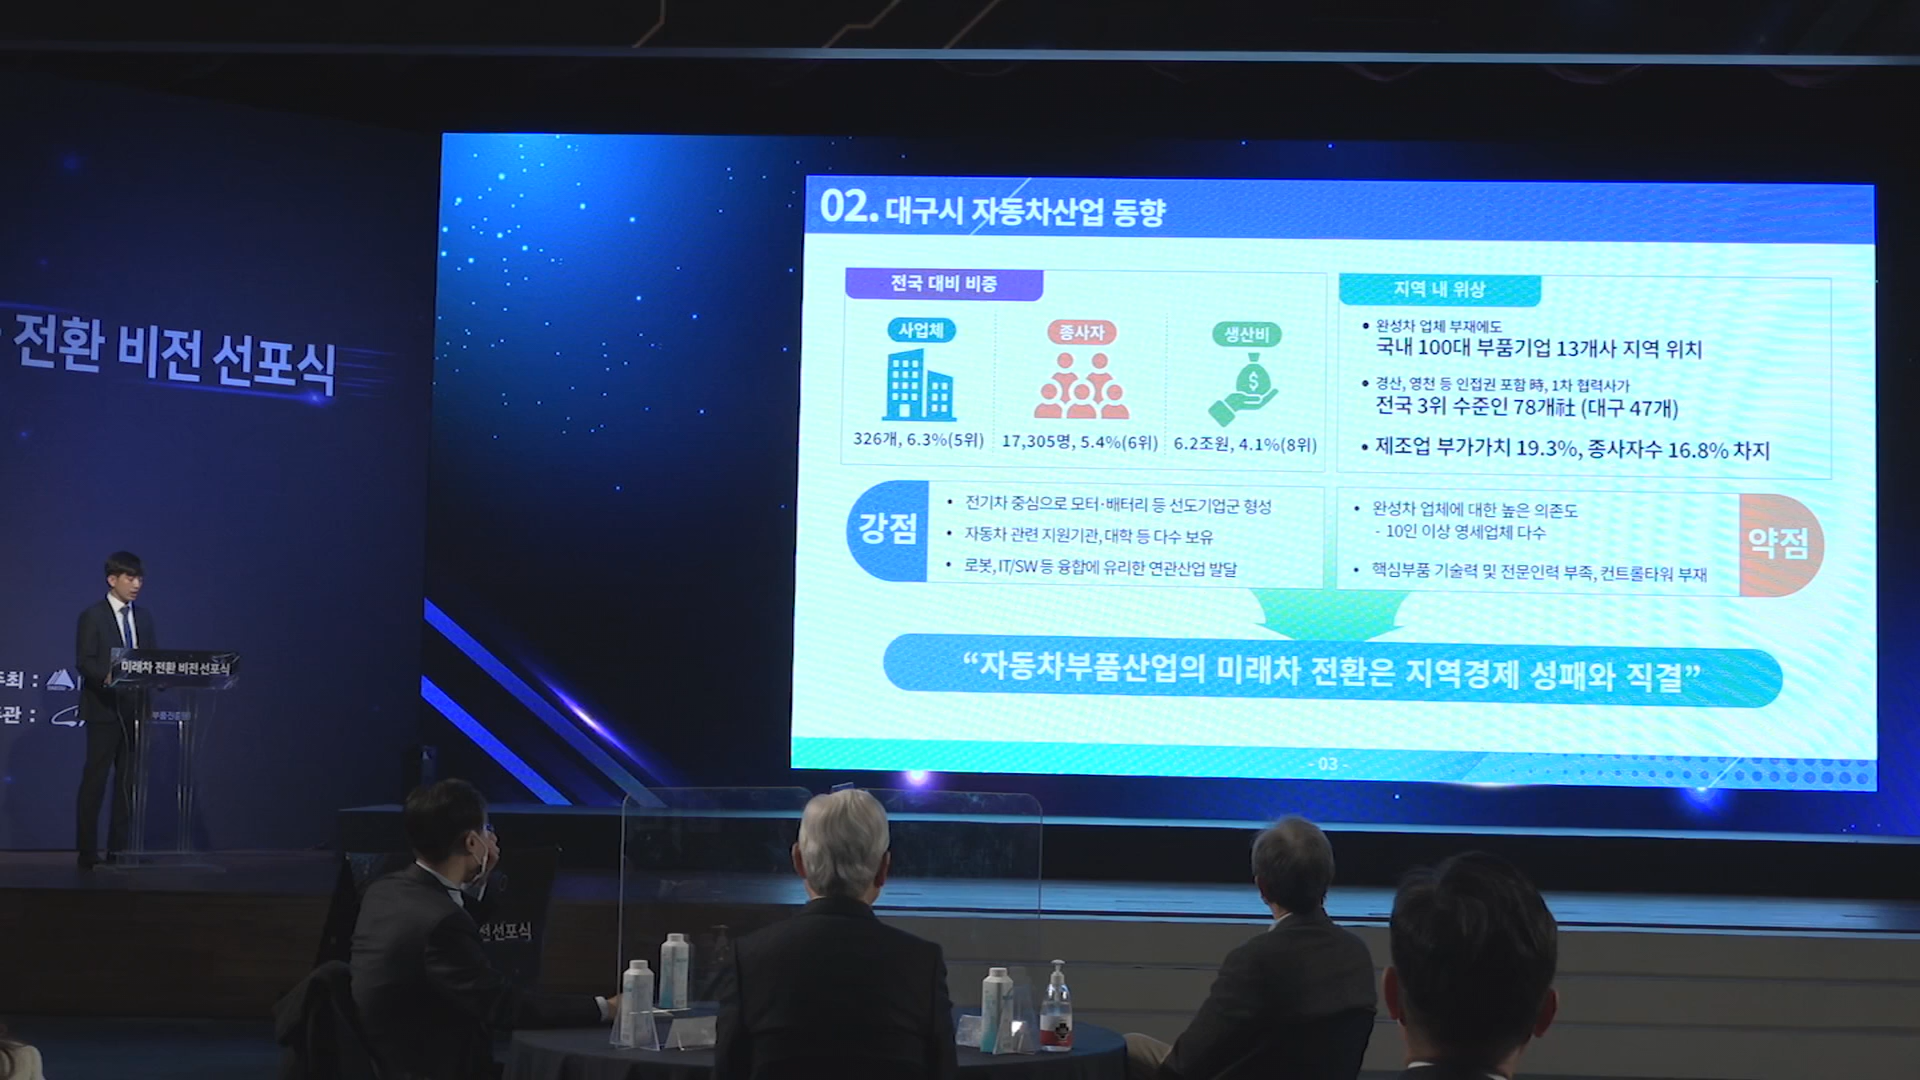 전환 비전 선포식
주최 :
주관 :
미래차 전환 비전 선포식
02. 대구시 자동차산업 동향
전국 대비 비중
사업체
종사자
생산비
326개, 6.3%(5위)
17,305명, 5.4%(6위)
6.2조원, 4.1%(8위)
지역 내 위상
• 완성차 업체 부재에도
국내 100대 부품기업 13개사 지역 위치
• 경산, 영천 등 인접권 포함 時, 1차 협력사가
전국 3위 수준인 78개社 (대구 47개)
• 제조업 부가가치 19.3%, 종사자수 16.8% 차지
강점
• 전기차 중심으로 모터·배터리 등 선도기업군 형성
• 자동차 관련 지원기관, 대학 등 다수 보유
• 로봇, IT/SW 등 융합에 유리한 연관산업 발달
• 완성차 업체에 대한 높은 의존도
- 10인 이상 영세업체 다수
• 핵심부품 기술력 및 전문인력 부족, 컨트롤타워 부재
약점
“자동차부품산업의 미래차 전환은 지역경제 성패와 직결”
- 03 -
전 선포식